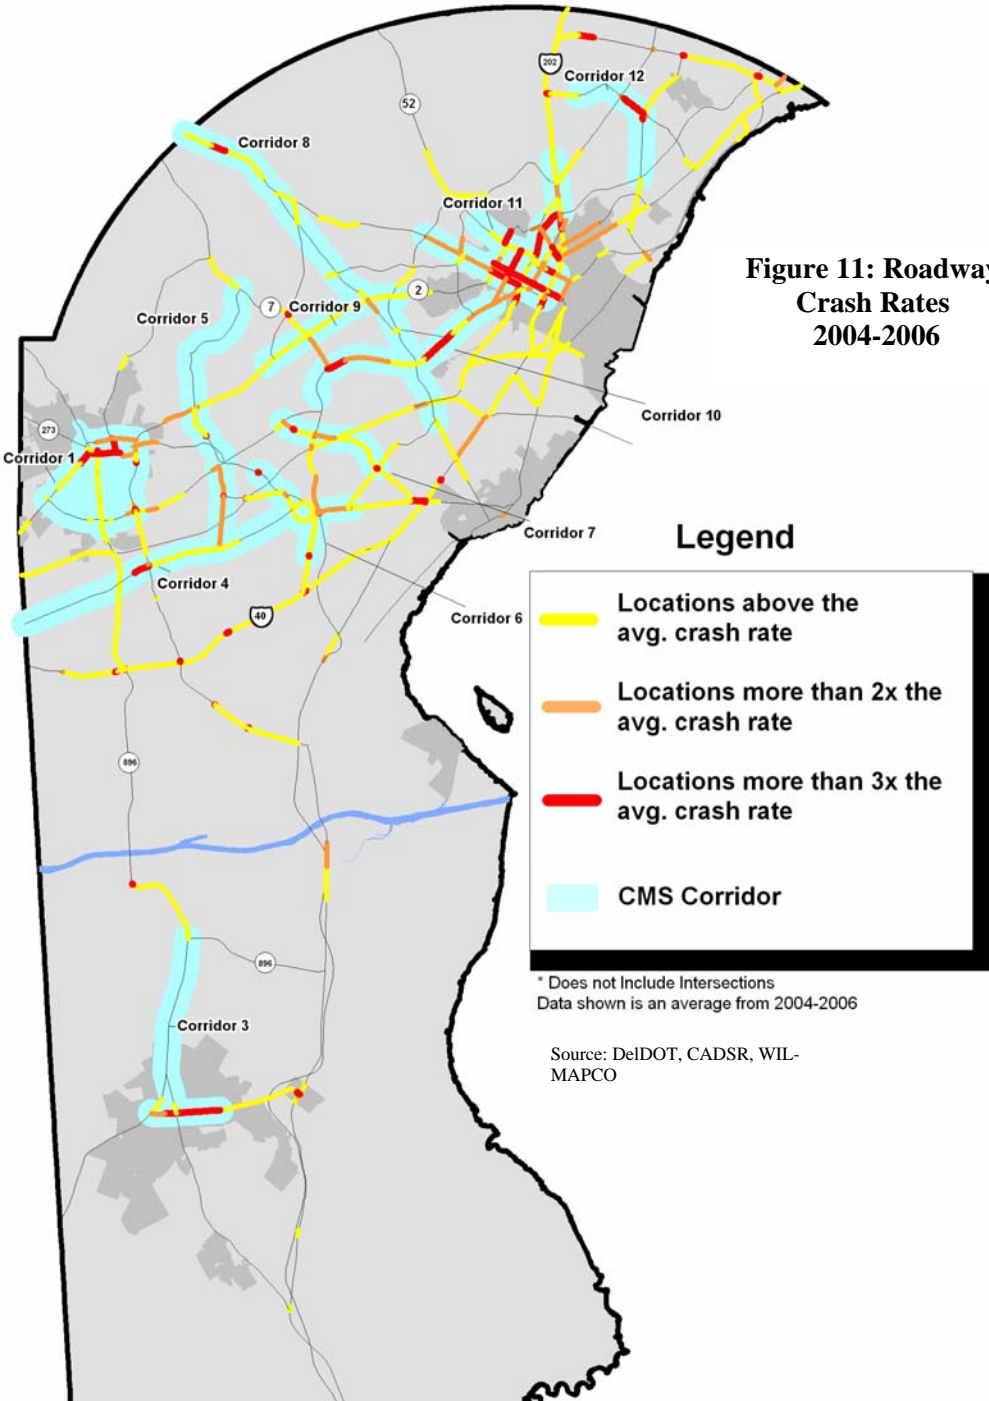 202
Corridor 12
52
Corridor 8
Corridor 11
Figure 11: Roadway
Crash Rates
2004-2006
2
7
Corridor 9
Corridor 5
Corridor 10
273
Corridor 1
Corridor 7
Legend
Corridor 4
Corridor 6
40
Locations above the
avg. crash rate
Locations more than 2x the
avg. crash rate
896
Locations more than 3x the
avg. crash rate
CMS Corridor
896
* Does not Include Intersections
Data shown is an average from 2004-2006
Corridor 3
Source: DelDOT, CADSR, WIL-
MAPCO